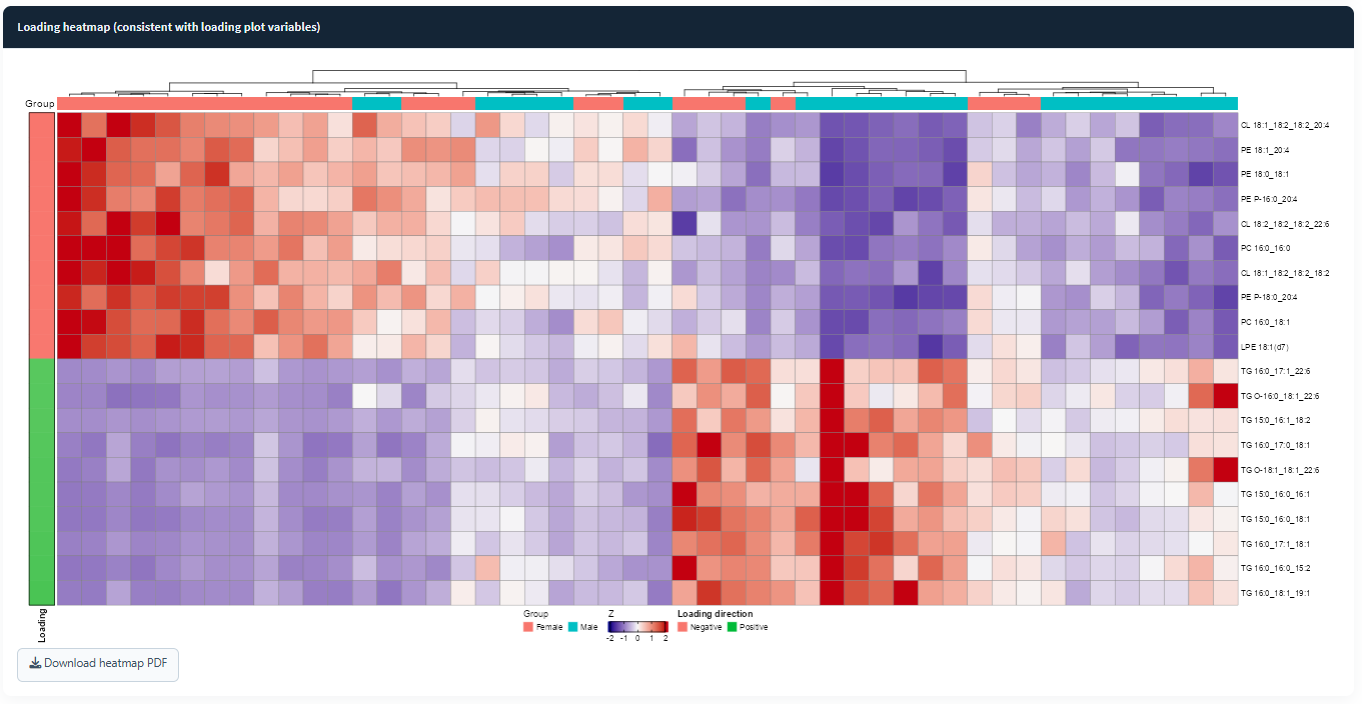 Loading heatmap (consistent with loading plot variables)
Group
CL 18:1_18:2_18:2_20:4
PE 18:1_20:4
PE 18:0_18:1
PE P-16:0_20:4
CL 18:2_18:2_18:2_22:6
PC 16:0_16:0
CL 18:1_18:2_18:2_18:2
PE P-18:0_20:4
PC 16:0_18:1
LPE 18:1(d7)
TG 16:0_17:1_22:6
TG O-16:0_18:1_22:6
TG 15:0_16:1_18:2
TG 16:0_17:0_18:1
TG O-18:1_18:1_22:6
TG 15:0_16:0_16:1
TG 15:0_16:0_18:1
TG 16:0_17:1_18:1
TG 16:0_16:0_15:2
TG 16:0_18:1_19:1
Loading
Group Z Loading direction
Female Male Negative Positive
-2 -1 0 1 2
Download heatmap PDF